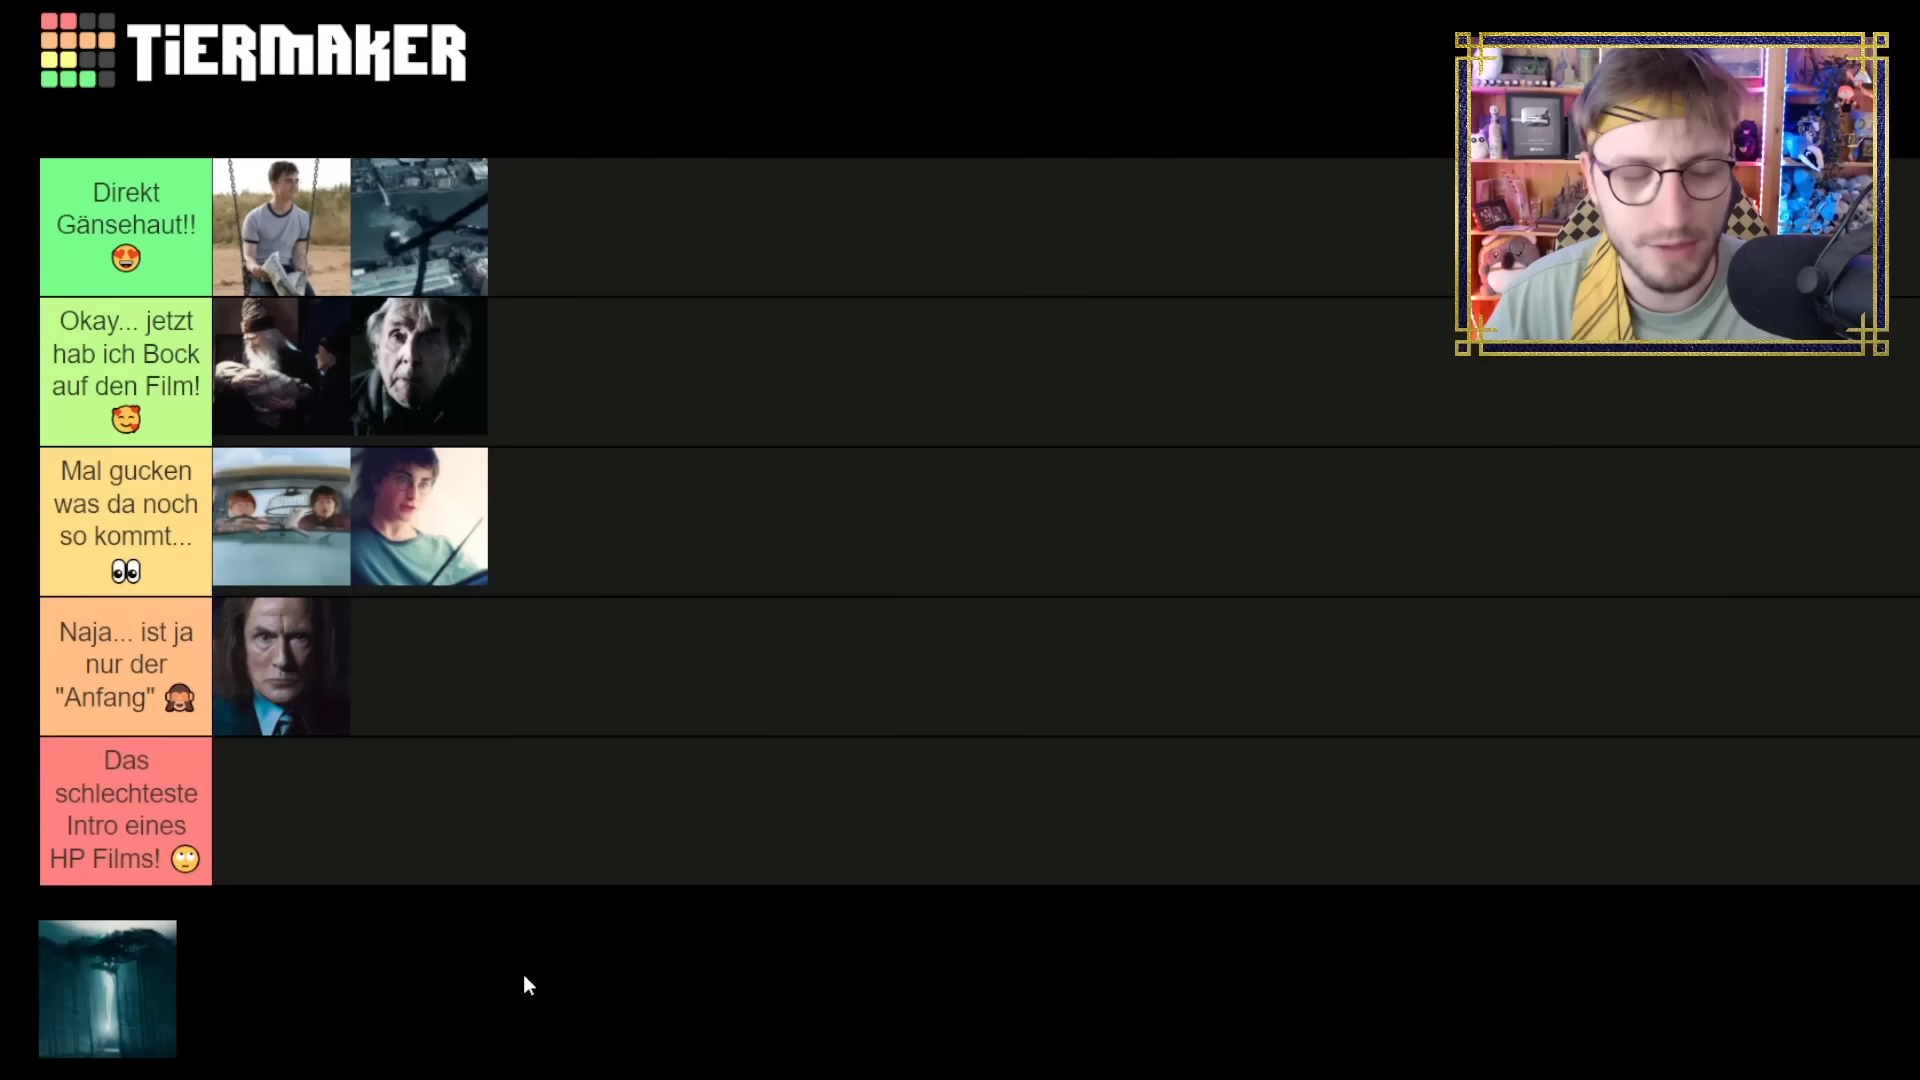 TiERMAKER
Direkt
Gänsehaut!!
😍
Okay... jetzt
hab ich Bock
auf den Film!
🥰
Mal gucken
was da noch
so kommt...
👀
Naja... ist ja
nur der
"Anfang" 🙈
Das
schlechteste
Intro eines
HP Films! 🙄